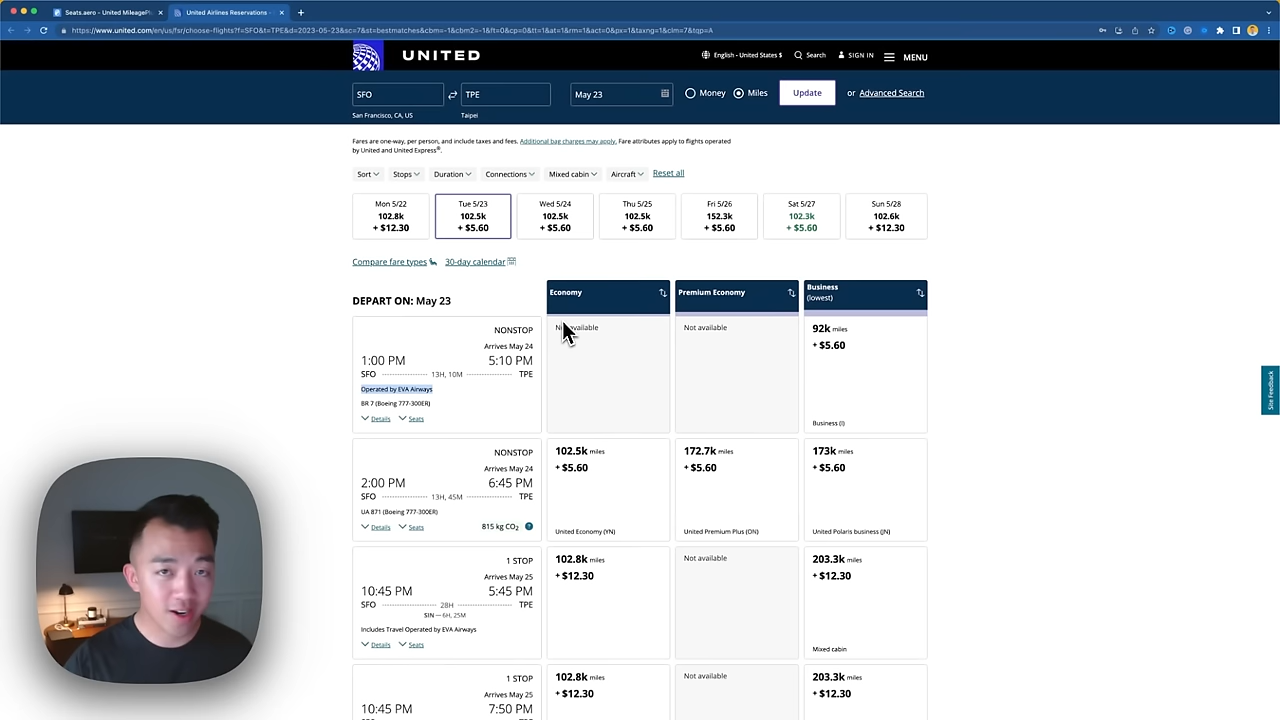 Seats.aero - United MileagePl
United Airlines Reservations -
https://www.united.com/en/us/fsr/choose-flights?f=SFO&t=TPE&d=2023-05-23&sc=7&st=bestmatches&cbm=-1&cbm2=-1&ft=0&cp=0&tt=1&at=1&rm=1&act=0&px=1&taxng=1&clm=7&tqp=A
UNITED
English - United States $
Search
SIGN IN
MENU
SFO
TPE
May 23
Money
Miles
Update
or Advanced Search
San Francisco, CA, US
Taipei
Fares are one-way, per person, and include taxes and fees. Additional bag charges may apply. Fare attributes apply to flights operated
by United and United Express®.
Sort
Stops
Duration
Connections
Mixed cabin
Aircraft
Reset all
Mon 5/22
102.8k
+ $12.30
Tue 5/23
102.5k
+ $5.60
Wed 5/24
102.5k
+ $5.60
Thu 5/25
102.5k
+ $5.60
Fri 5/26
152.3k
+ $5.60
Sat 5/27
102.3k
+ $5.60
Sun 5/28
102.6k
+ $12.30
Compare fare types
30-day calendar
DEPART ON: May 23
Economy
Premium Economy
Business
(lowest)
NONSTOP
Arrives May 24
1:00 PM
5:10 PM
SFO
13H, 10M
TPE
Operated by EVA Airways
BR 7 (Boeing 777-300ER)
Details
Seats
available
Not available
92k miles
+ $5.60
Business (I)
NONSTOP
Arrives May 24
2:00 PM
6:45 PM
SFO
13H, 45M
TPE
UA 871 (Boeing 777-300ER)
Details
Seats
815 kg CO2
102.5k miles
+ $5.60
United Economy (YN)
172.7k miles
+ $5.60
United Premium Plus (ON)
173k miles
+ $5.60
United Polaris business (JN)
1 STOP
Arrives May 25
10:45 PM
5:45 PM
SFO
28H
TPE
SIN — 6H, 25M
Includes Travel Operated by EVA Airways
Details
Seats
102.8k miles
+ $12.30
Not available
203.3k miles
+ $12.30
Mixed cabin
1 STOP
Arrives May 25
10:45 PM
7:50 PM
102.8k miles
+ $12.30
Not available
203.3k miles
+ $12.30
Site Feedback